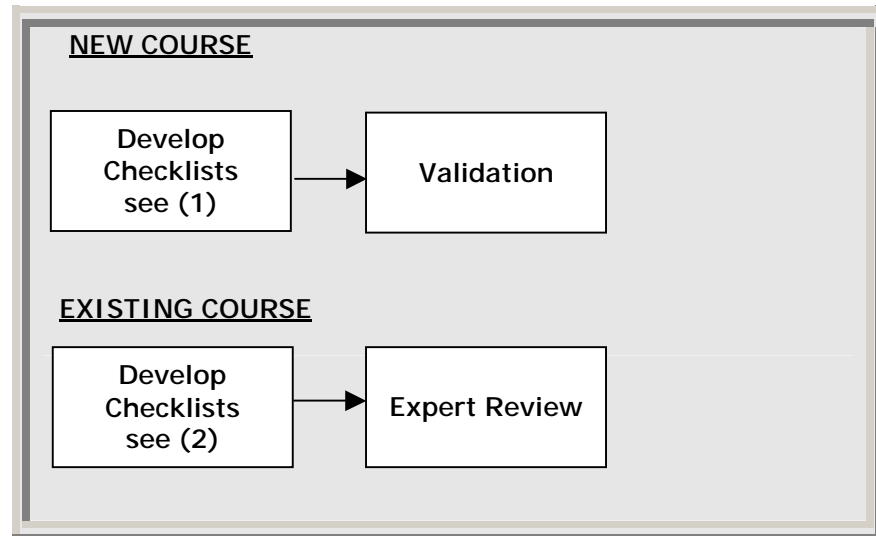 NEW COURSE
Develop
Checklists
see (1)
Validation
EXISTING COURSE
Develop
Checklists
see (2)
Expert Review